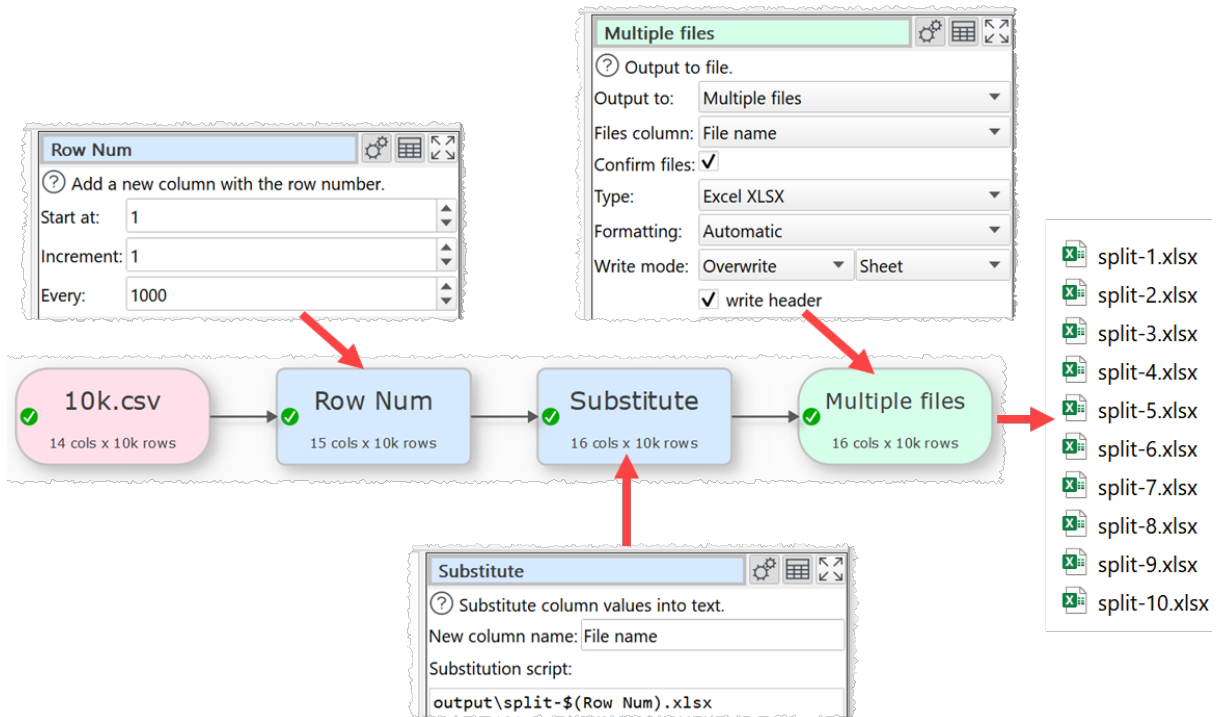 Multiple files
Output to file.
Output to: Multiple files
Files column: File name
Confirm files:
Type: Excel XLSX
Formatting: Automatic
Write mode: Overwrite Sheet
write header
Row Num
Add a new column with the row number.
Start at: 1
Increment: 1
Every: 1000
10k.csv
14 cols x 10k rows
Row Num
15 cols x 10k rows
Substitute
16 cols x 10k rows
Multiple files
16 cols x 10k rows
split-1.xlsx
split-2.xlsx
split-3.xlsx
split-4.xlsx
split-5.xlsx
split-6.xlsx
split-7.xlsx
split-8.xlsx
split-9.xlsx
split-10.xlsx
Substitute
Substitute column values into text.
New column name: File name
Substitution script:
output\split-$(Row Num).xlsx